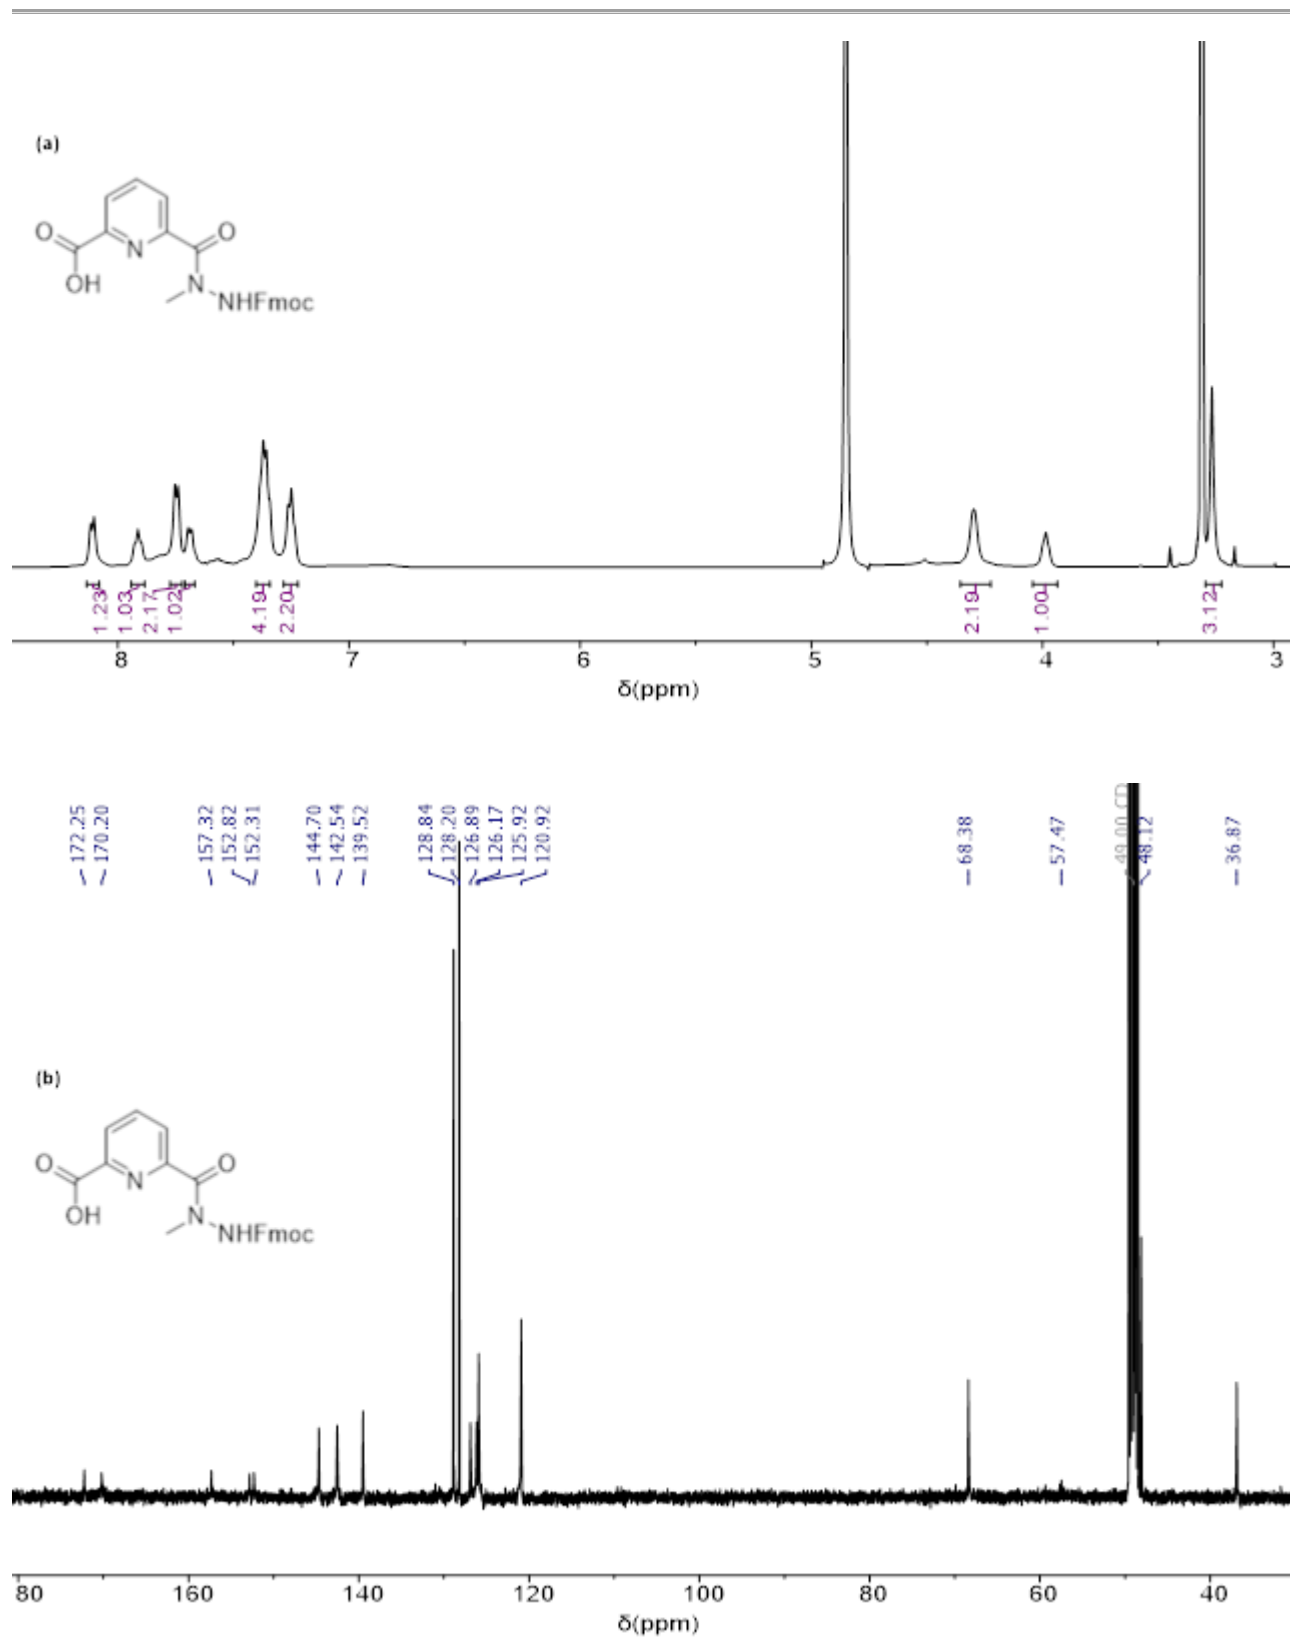 (a)
O
N
O
OH
N
NHFmoc
1.23
1.03
2.17
1.02
4.19
2.20
2.19
1.00
3.12
8 7 6 5 4 3
δ(ppm)
172.25
170.20
157.32
152.82
152.31
144.70
142.54
139.52
128.84
128.20
126.89
126.17
125.92
120.92
68.38
57.47
49.00 CD
48.12
36.87
(b)
O
N
O
OH
N
NHFmoc
80 160 140 120 100 80 60 40
δ(ppm)